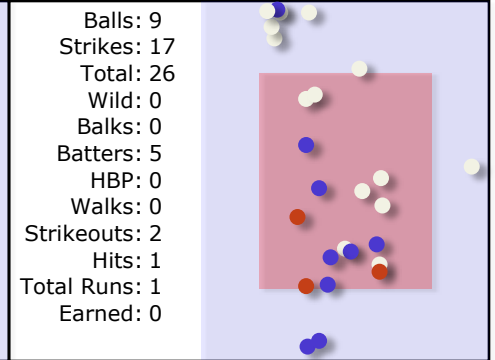 Balls: 9
Strikes: 17
Total: 26
Wild: 0
Balks: 0
Batters: 5
HBP: 0
Walks: 0
Strikeouts: 2
Hits: 1
Total Runs: 1
Earned: 0